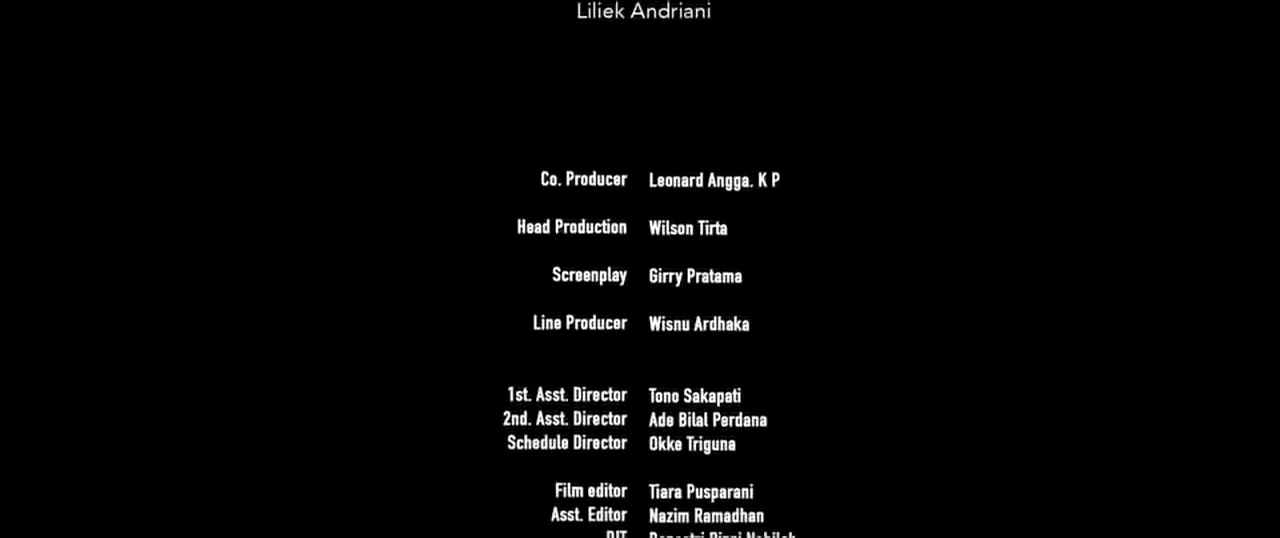 Liliek Andriani
Co. Producer Leonard Angga. K P
Head Production Wilson Tirta
Screenplay Girry Pratama
Line Producer Wisnu Ardhaka
1st. Asst. Director Tono Sakapati
2nd. Asst. Director Ade Bilal Perdana
Schedule Director Okke Triguna
Film editor Tiara Pusparani
Asst. Editor Nazim Ramadhan
DIT